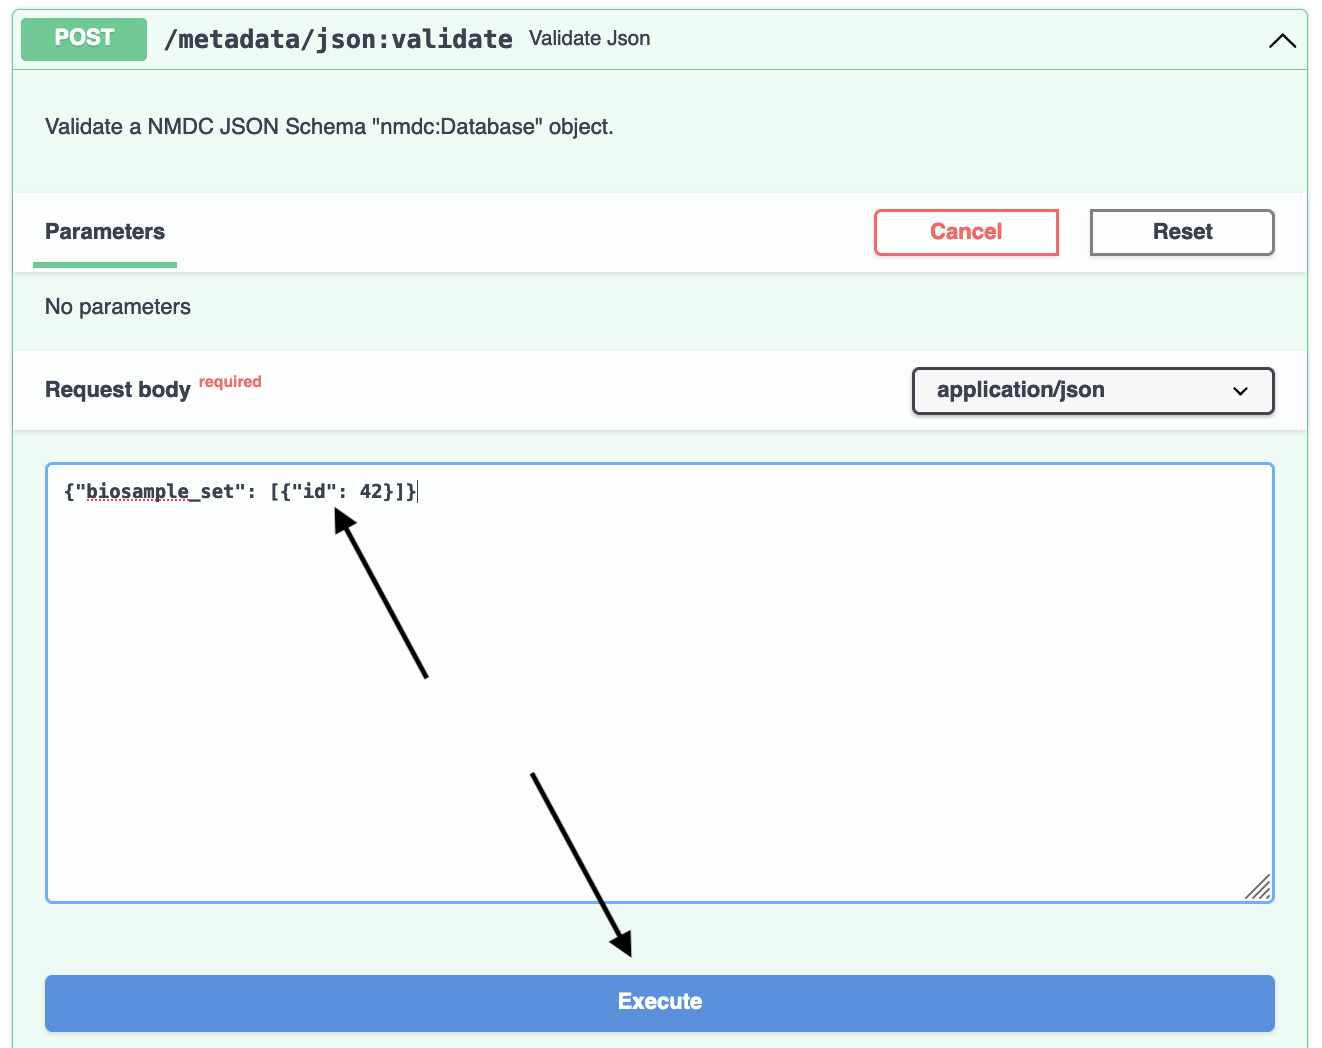 POST /metadata/json:validate Validate Json
Validate a NMDC JSON Schema "nmdc:Database" object.
Parameters Cancel Reset
No parameters
Request body required application/json
{"biosample_set": [{"id": 42}]}
Execute